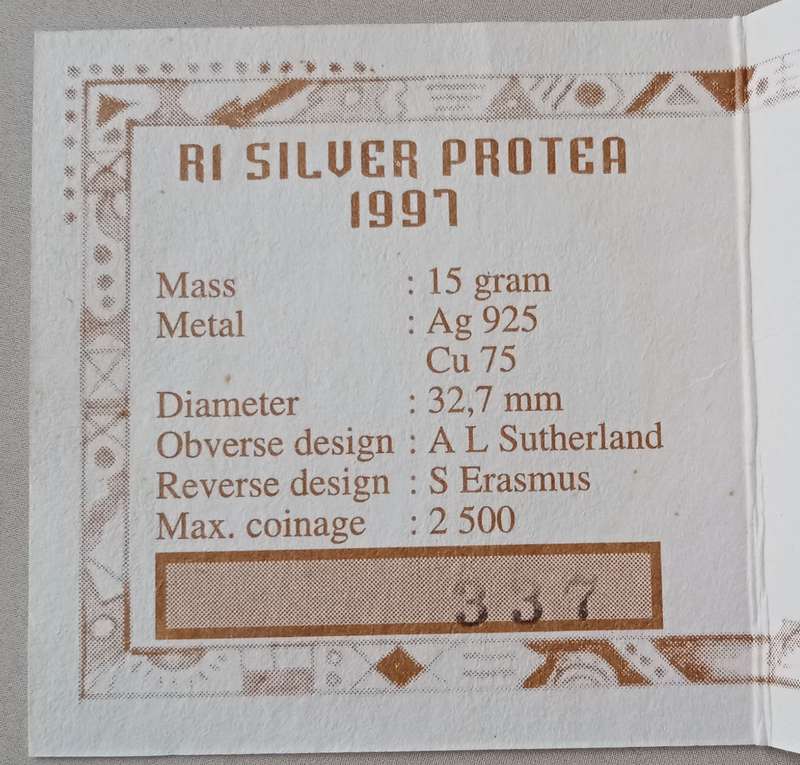 R1 SILVER PROTEA
1997
Mass : 15 gram
Metal : Ag 925
Cu 75
Diameter : 32,7 mm
Obverse design : A L Sutherland
Reverse design : S Erasmus
Max. coinage : 2 500
337